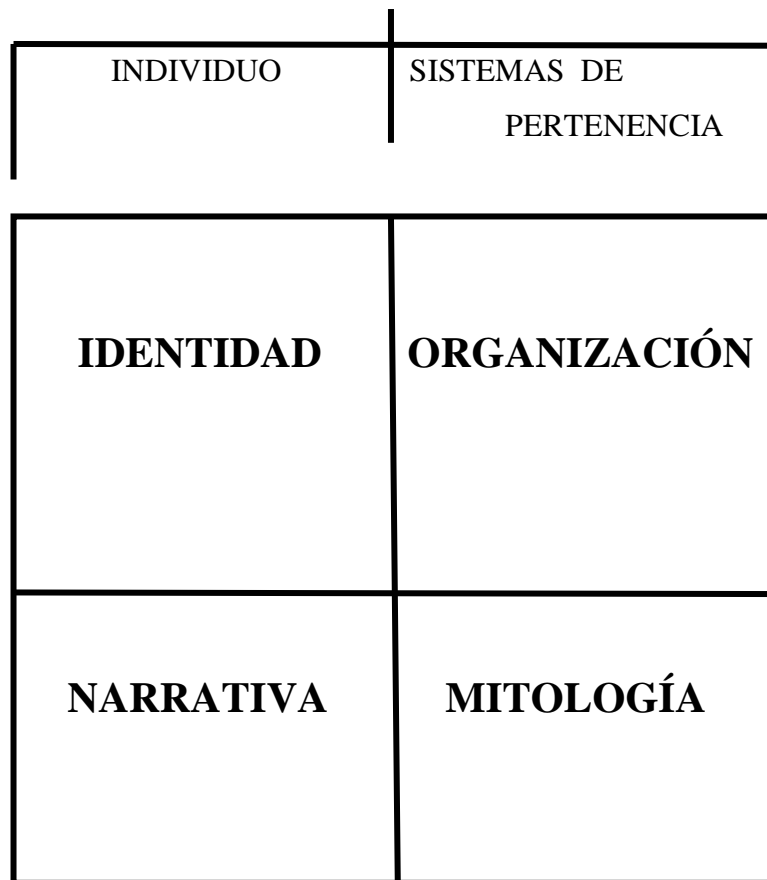 INDIVIDUO
SISTEMAS DE
PERTENENCIA
IDENTIDAD
ORGANIZACIÓN
NARRATIVA
MITOLOGÍA